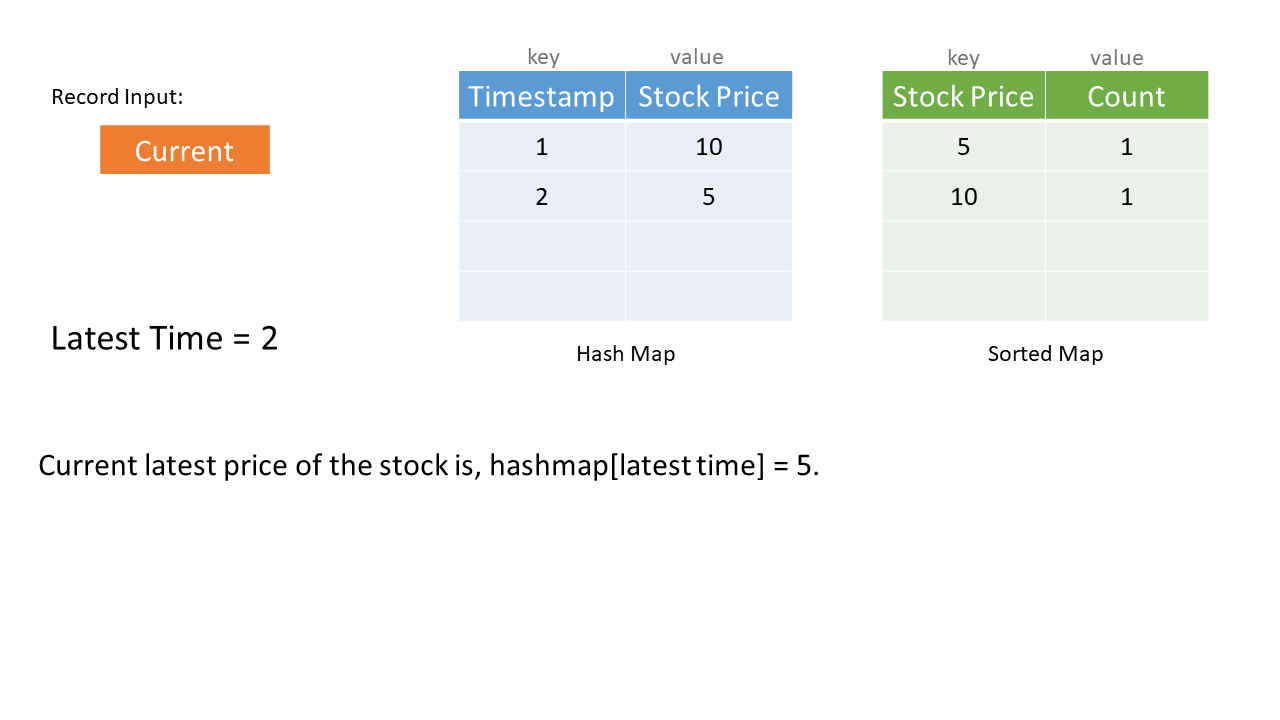 key value key value
Record Input: Timestamp Stock Price Stock Price Count
Current 1 10 5 1
2 5 10 1
Latest Time = 2
Hash Map Sorted Map
Current latest price of the stock is, hashmap[latest time] = 5.